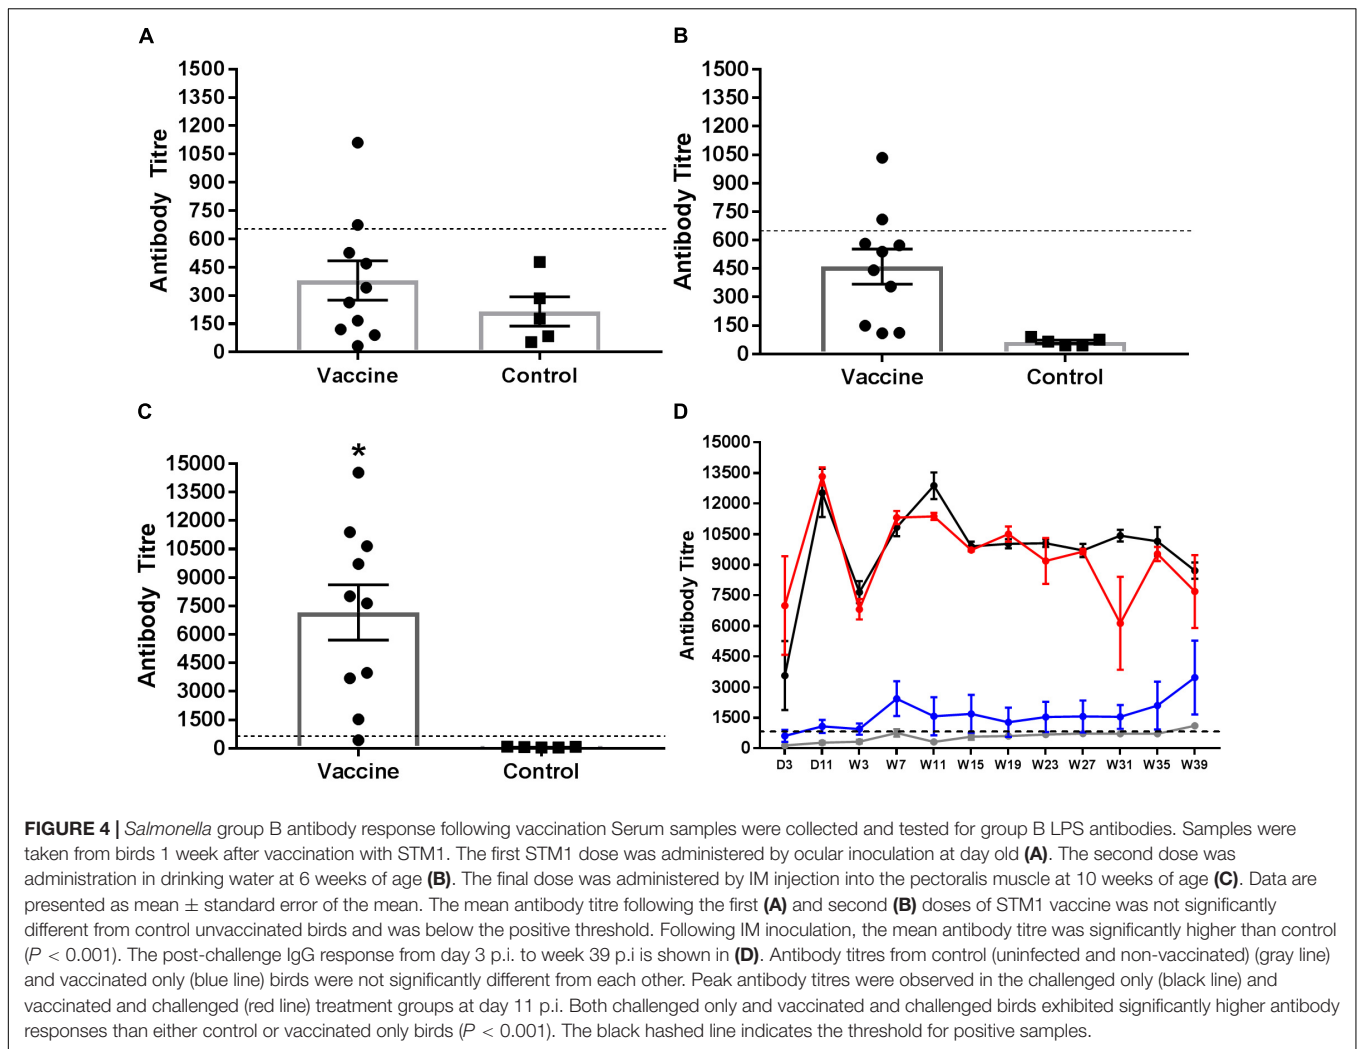 A
1500
1350
1200
1050
900
750
600
450
300
150
0
Antibody Titre
Vaccine
Control
B
1500
1350
1200
1050
900
750
600
450
300
150
0
Antibody Titre
Vaccine
Control
C
*
15000
13500
12000
10500
9000
7500
6000
4500
3000
1500
0
Antibody Titre
Vaccine
Control
D
15000
13500
12000
10500
9000
7500
6000
4500
3000
1500
0
Antibody Titre
D3 D11 W3 W7 W11 W15 W19 W23 W27 W31 W35 W39
FIGURE 4 | Salmonella group B antibody response following vaccination Serum samples were collected and tested for group B LPS antibodies. Samples were
taken from birds 1 week after vaccination with STM1. The first STM1 dose was administered by ocular inoculation at day old (A). The second dose was
administration in drinking water at 6 weeks of age (B). The final dose was administered by IM injection into the pectoralis muscle at 10 weeks of age (C). Data are
presented as mean ± standard error of the mean. The mean antibody titre following the first (A) and second (B) doses of STM1 vaccine was not significantly
different from control unvaccinated birds and was below the positive threshold. Following IM inoculation, the mean antibody titre was significantly higher than control
(P < 0.001). The post-challenge IgG response from day 3 p.i. to week 39 p.i is shown in (D). Antibody titres from control (uninfected and non-vaccinated) (gray line)
and vaccinated only (blue line) birds were not significantly different from each other. Peak antibody titres were observed in the challenged only (black line) and
vaccinated and challenged (red line) treatment groups at day 11 p.i. Both challenged only and vaccinated and challenged birds exhibited significantly higher antibody
responses than either control or vaccinated only birds (P < 0.001). The black hashed line indicates the threshold for positive samples.